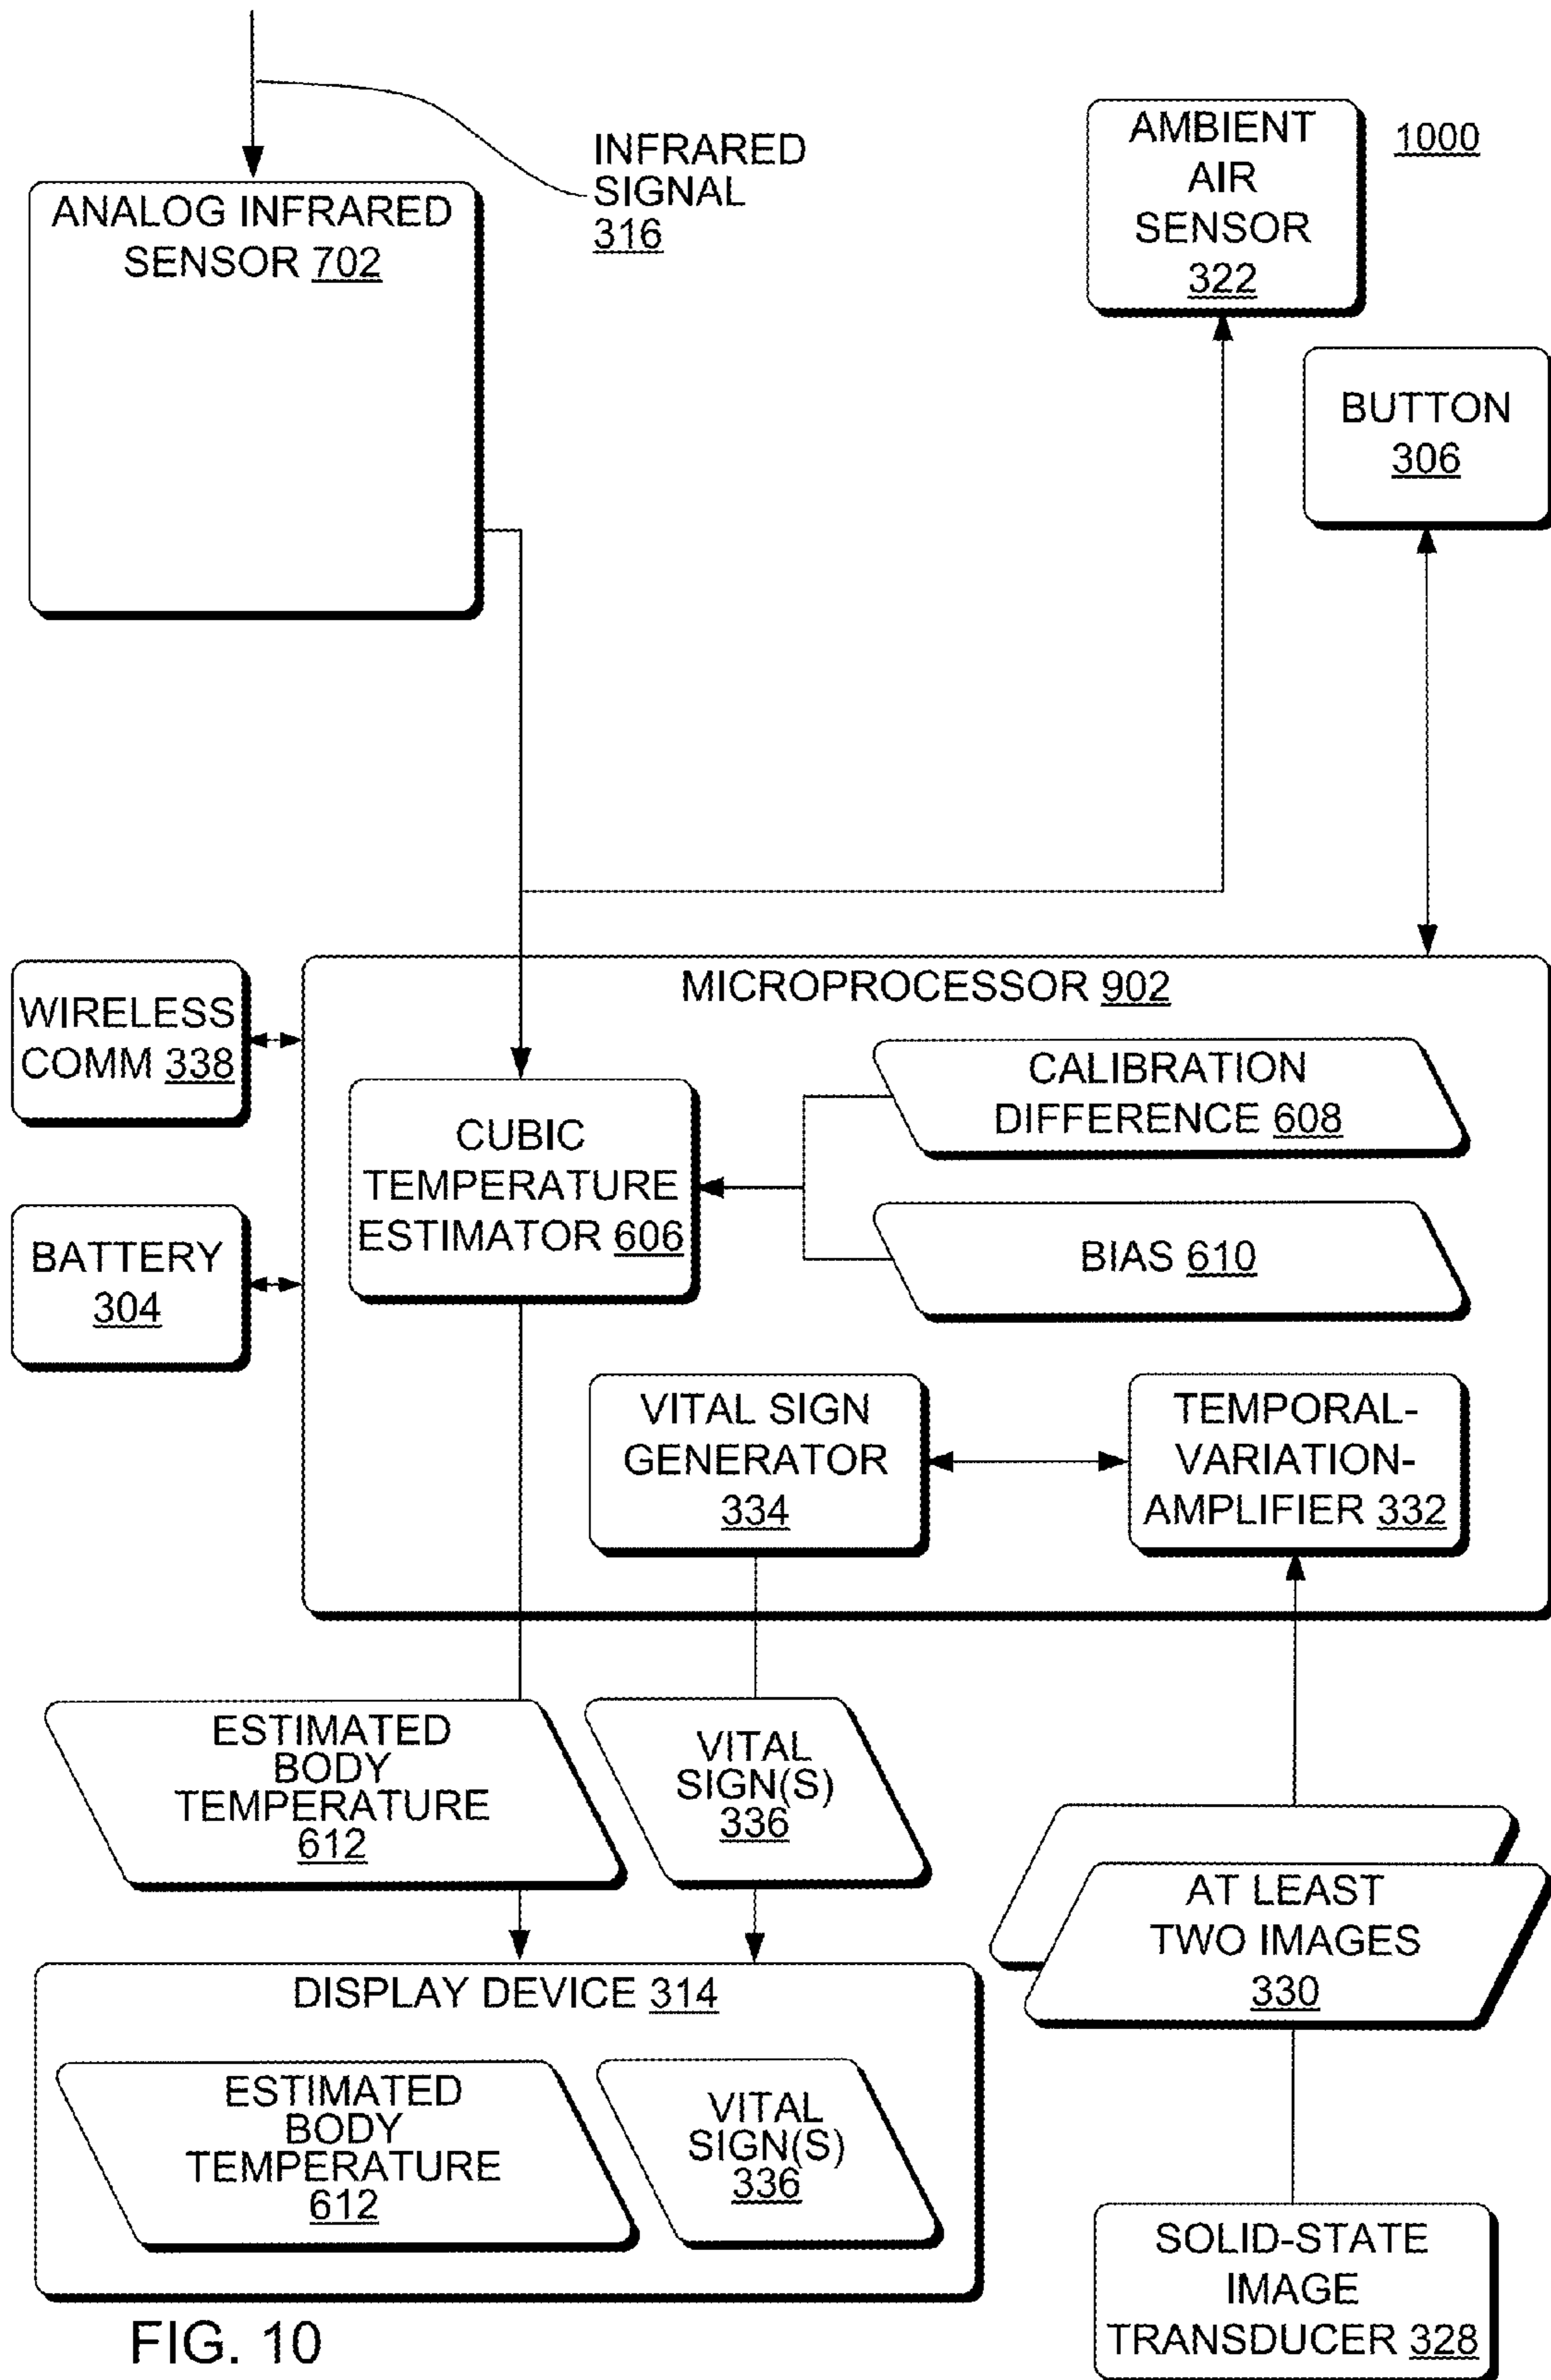 INFRARED
SIGNAL
316
AMBIENT
AIR
SENSOR
322
1000
ANALOG INFRARED
SENSOR 702
BUTTON
306
MICROPROCESSOR 902
WIRELESS
COMM 338
CALIBRATION
DIFFERENCE 608
CUBIC
TEMPERATURE
ESTIMATOR 606
BATTERY
304
BIAS 610
VITAL SIGN
GENERATOR
334
TEMPORAL-
VARIATION-
AMPLIFIER 332
ESTIMATED
BODY
TEMPERATURE
612
VITAL
SIGN(S)
336
AT LEAST
TWO IMAGES
330
DISPLAY DEVICE 314
ESTIMATED
BODY
TEMPERATURE
612
VITAL
SIGN(S)
336
SOLID-STATE
IMAGE
TRANSDUCER 328
FIG. 10